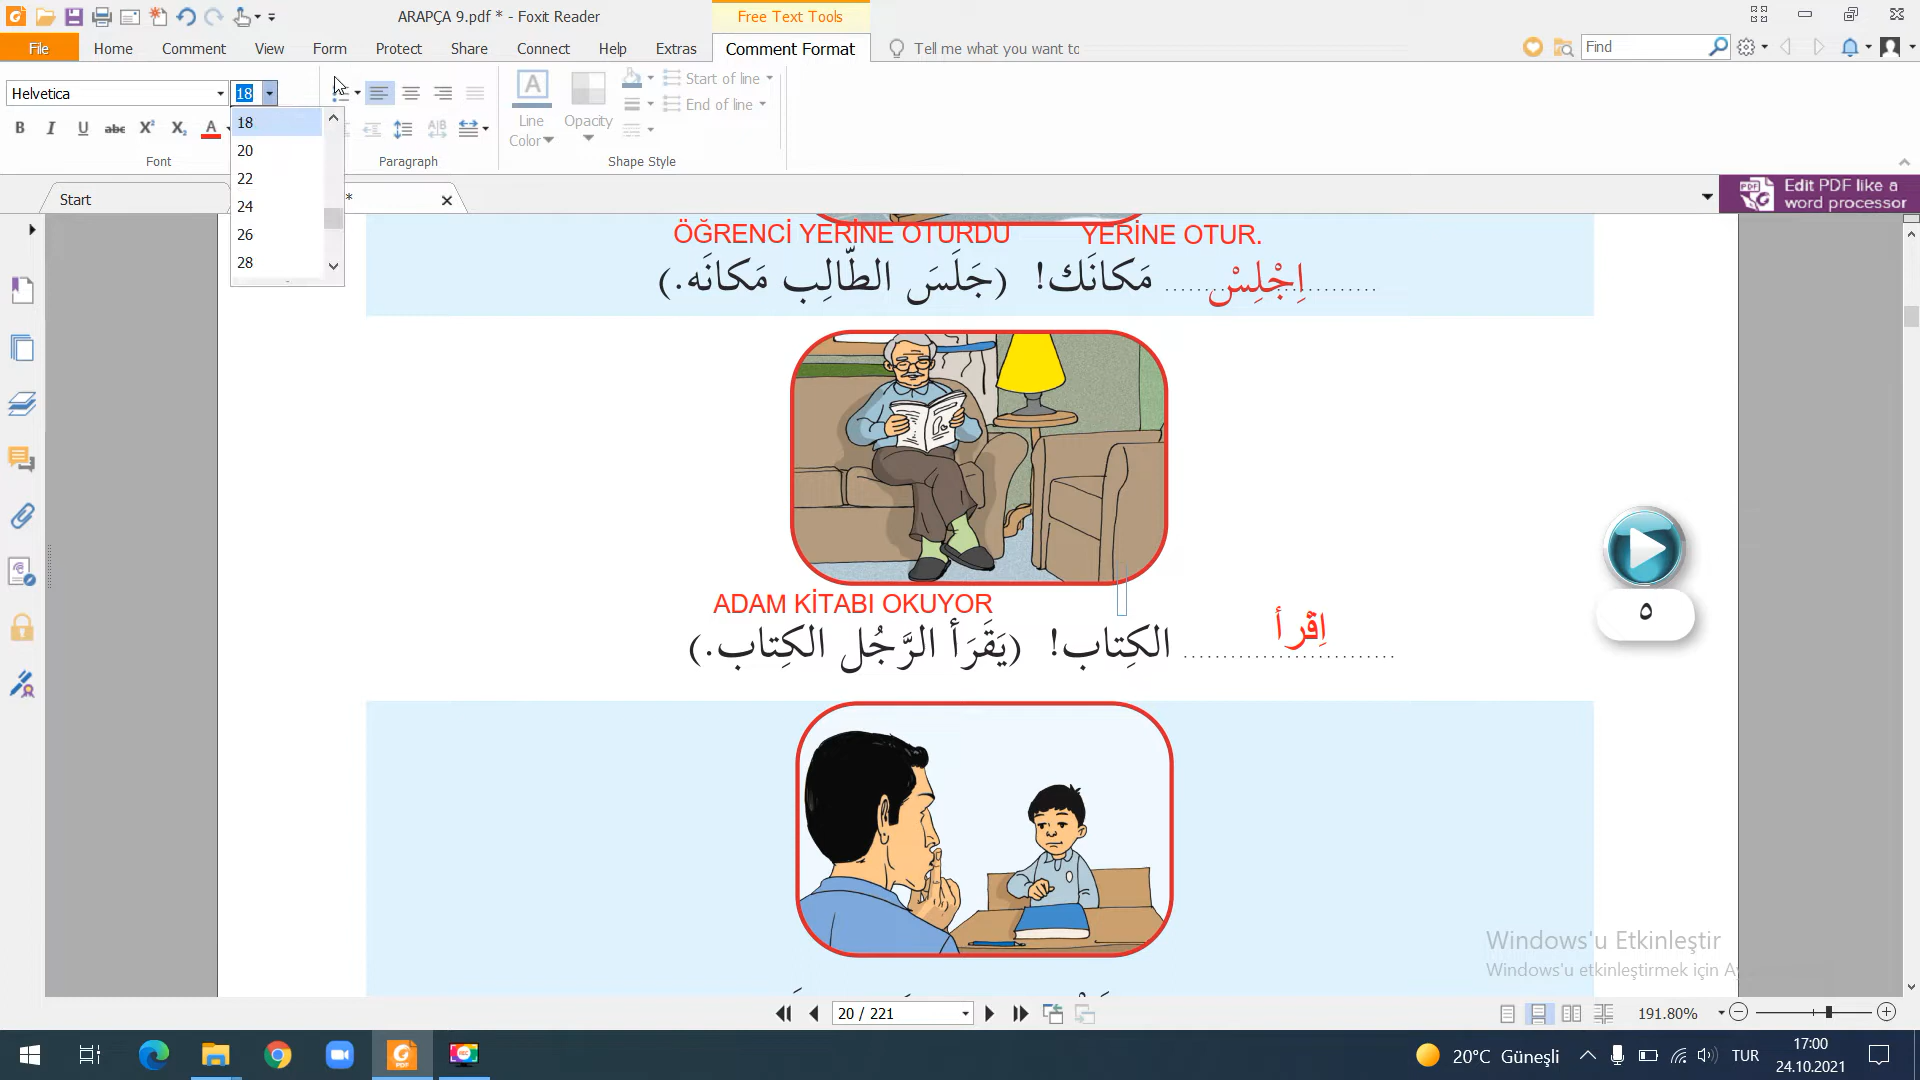 ARAPÇA 9.pdf * - Foxit Reader
Free Text Tools
File Home Comment View Form Protect Share Connect Help Extras Comment Format Tell me what you want to
Find
Helvetica 18
Start of line
End of line
Line Color
Opacity
18
20
22
24
26
28
B I U abc X² X₂ A
Font Paragraph Shape Style
Start *
Edit PDF like a
word processor
ÖĞRENCİ YERİNE OTURDU YERİNE OTUR.
اِجْلِسْ مَكانَك! (جَلَسَ الطّالِب مَكانَه.)
ADAM KİTABI OKUYOR
اِقْرأ الكِتاب! (يَقَرَأ الرَّجُل الكِتاب.)
٥
Windows'u Etkinleştir
Windows'u etkinleştirmek için A
20 / 221
191.80%
20°C Güneşli
TUR
17:00
24.10.2021